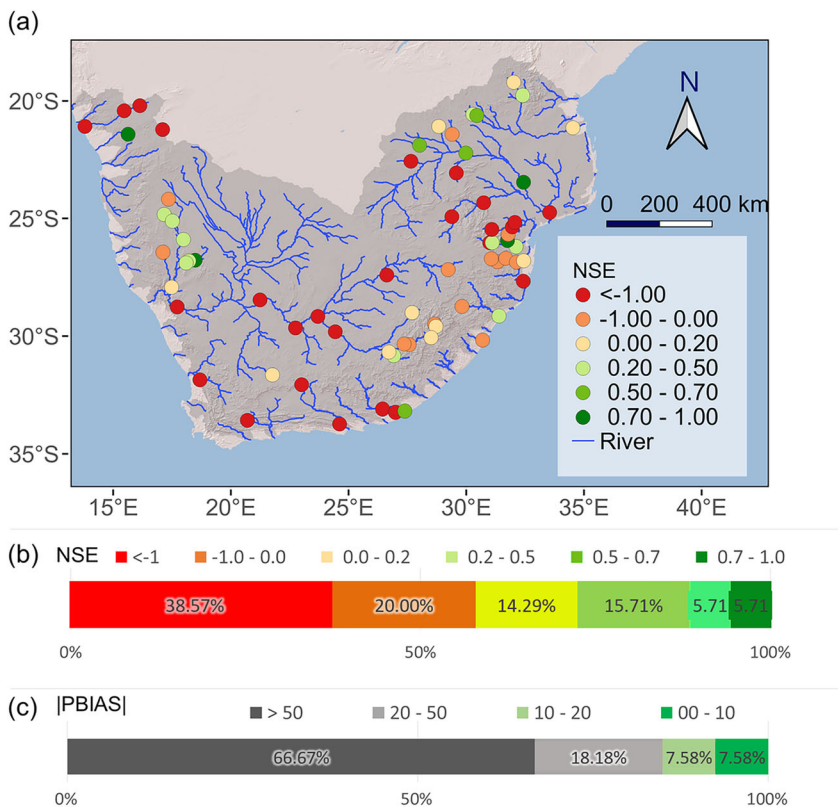 (a)
N
20°S
25°S
30°S
35°S
0 200 400 km
NSE
<-1.00
-1.00 - 0.00
0.00 - 0.20
0.20 - 0.50
0.50 - 0.70
0.70 - 1.00
River
15°E 20°E 25°E 30°E 35°E 40°E
(b) NSE <-1 -1.0 - 0.0 0.0 - 0.2 0.2 - 0.5 0.5 - 0.7 0.7 - 1.0
38.57% 20.00% 14.29% 15.71% 5.71 5.71
0% 50% 100%
(c) |PBIAS| > 50 20 - 50 10 - 20 00 - 10
66.67% 18.18% 7.58% 7.58%
0% 50% 100%